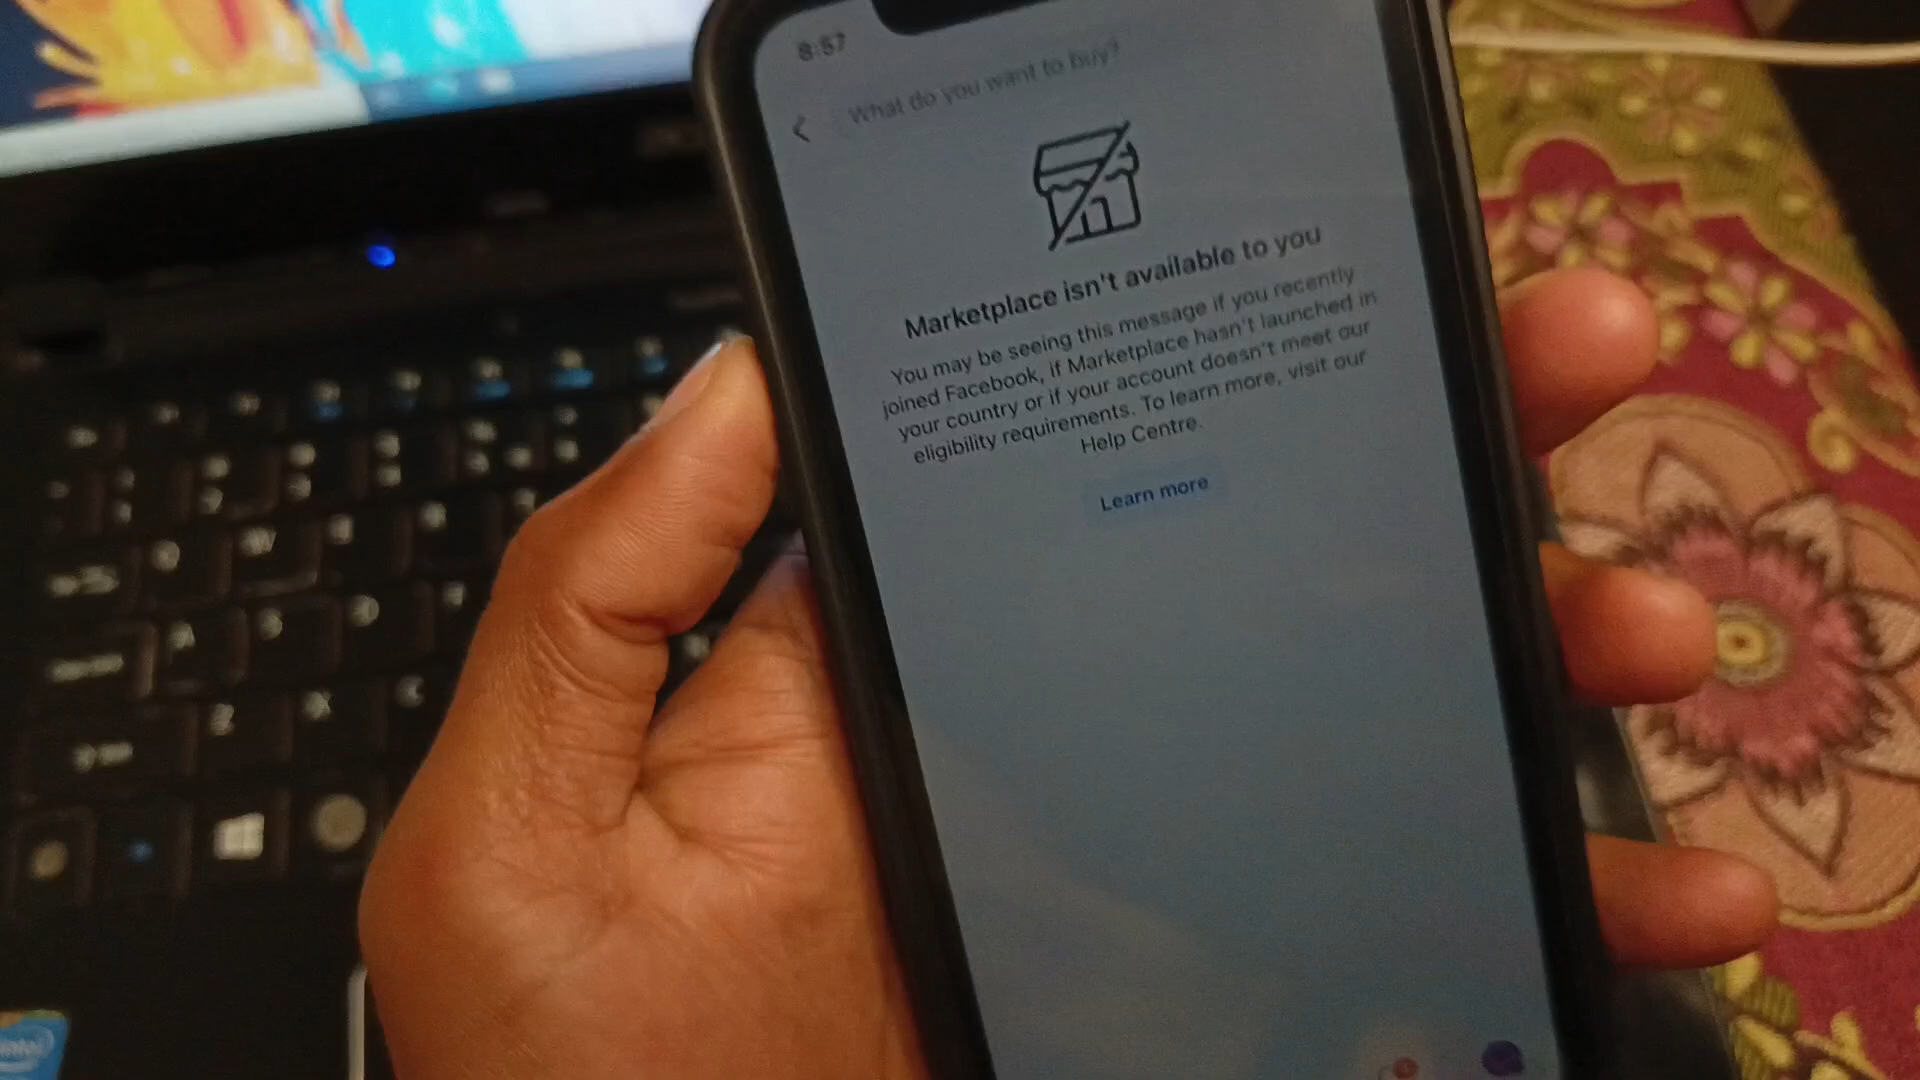 8:57
What do you want to buy?
Marketplace isn't available to you
You may be seeing this message if you recently
joined Facebook, if Marketplace hasn't launched in
your country or if your account doesn't meet our
eligibility requirements. To learn more, visit our
Help Centre.
Learn more
Q
W
A
S
D
F
Z
X
C
intel